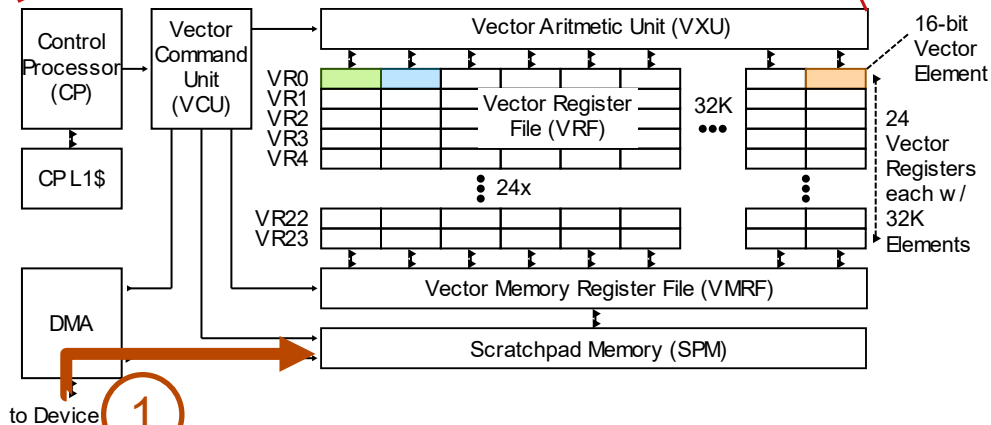 Control
Processor
(CP)
Vector
Command
Unit
(VCU)
Vector Aritmetic Unit (VXU)
16-bit
Vector
Element
VR0
VR1
VR2
VR3
VR4
Vector Register
File (VRF)
32K
24
Vector
Registers
each w/
32K
Elements
CP L1$
24x
VR22
VR23
DMA
Vector Memory Register File (VMRF)
Scratchpad Memory (SPM)
to Device
1